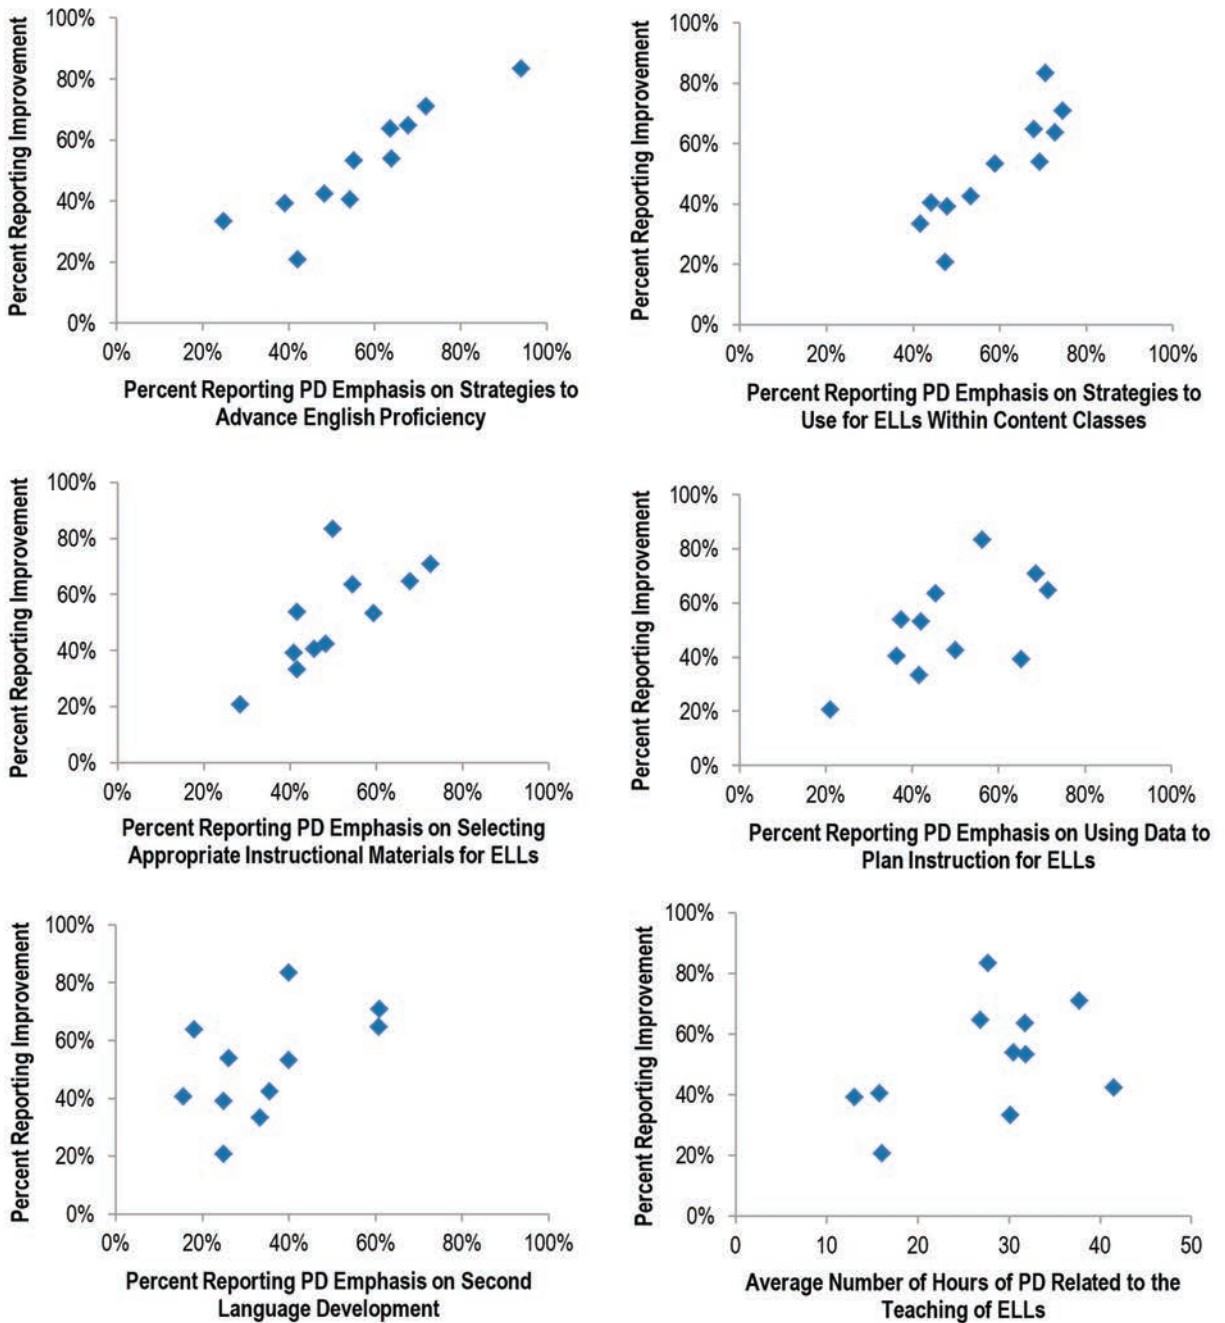 Percent Reporting Improvement
100%
80%
60%
40%
20%
0%
0% 20% 40% 60% 80% 100%
Percent Reporting PD Emphasis on Strategies to
Advance English Proficiency
Percent Reporting Improvement
100%
80%
60%
40%
20%
0%
0% 20% 40% 60% 80% 100%
Percent Reporting PD Emphasis on Strategies to
Use for ELLs Within Content Classes
Percent Reporting Improvement
100%
80%
60%
40%
20%
0%
0% 20% 40% 60% 80% 100%
Percent Reporting PD Emphasis on Selecting
Appropriate Instructional Materials for ELLs
Percent Reporting Improvement
100%
80%
60%
40%
20%
0%
0% 20% 40% 60% 80% 100%
Percent Reporting PD Emphasis on Using Data to
Plan Instruction for ELLs
Percent Reporting Improvement
100%
80%
60%
40%
20%
0%
0% 20% 40% 60% 80% 100%
Percent Reporting PD Emphasis on Second
Language Development
Percent Reporting Improvement
100%
80%
60%
40%
20%
0%
0 10 20 30 40 50
Average Number of Hours of PD Related to the
Teaching of ELLs